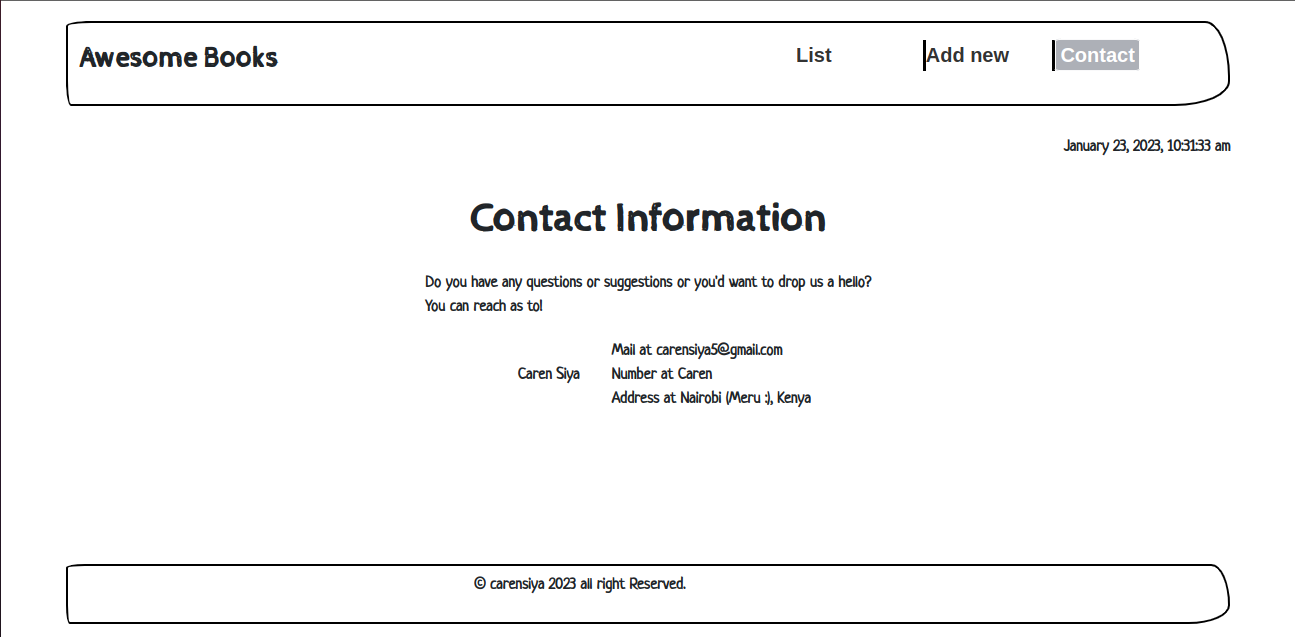 Awesome Books
List
Add new
Contact
January 23, 2023, 10:31:33 am
Contact Information
Do you have any questions or suggestions or you'd want to drop us a hello?
You can reach as to!
Mail at carensiya5@gmail.com
Caren Siya
Number at Caren
Address at Nairobi (Meru :), Kenya
© carensiya 2023 all right Reserved.